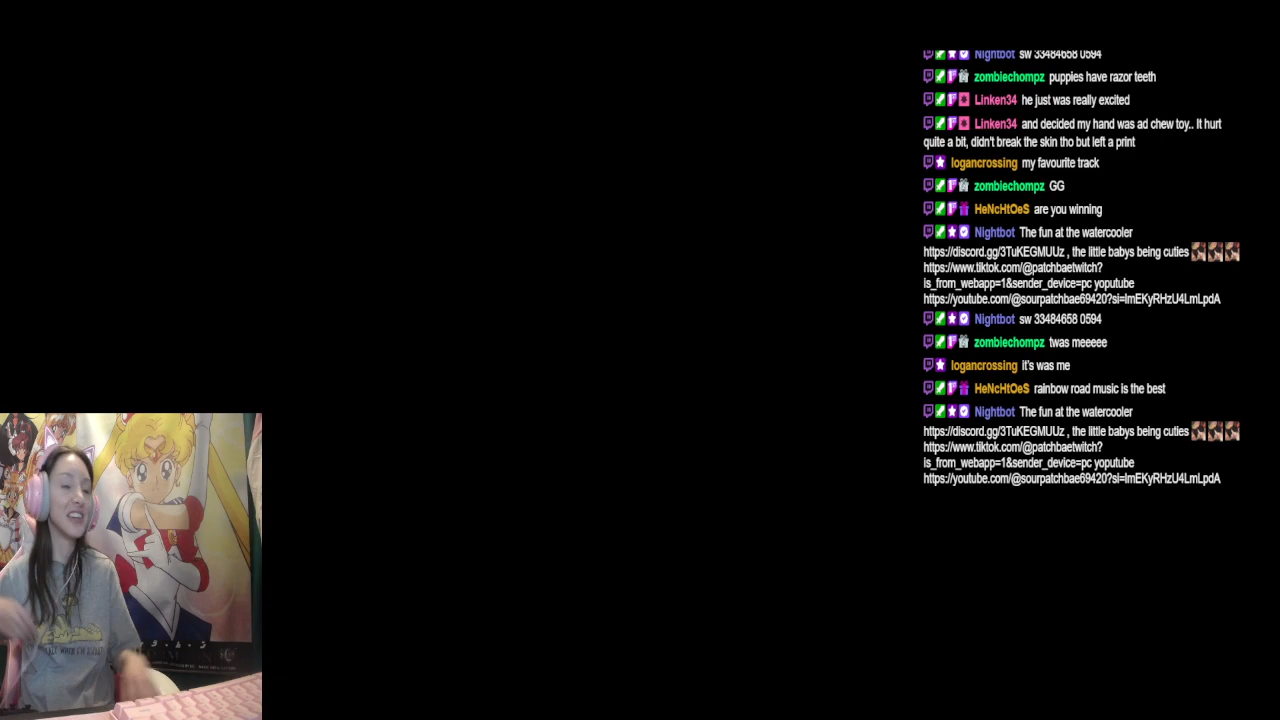 Nightbot sw 33484658 0594
zombiechompz puppies have razor teeth
Linken34 he just was really excited
Linken34 and decided my hand was ad chew toy.. It hurt
quite a bit, didn't break the skin tho but left a print
logancrossing my favourite track
zombiechompz GG
HeNcHtOeS are you winning
Nightbot The fun at the watercooler
https://discord.gg/3TuKEGMUUz , the little babys being cuties
https://www.tiktok.com/@patchbaetwitch?
is_from_webapp=1&sender_device=pc yoputube
https://youtube.com/@sourpatchbae69420?si=ImEKyRHzU4LmLpdA
Nightbot sw 33484658 0594
zombiechompz twas meeeee
logancrossing it's was me
HeNcHtOeS rainbow road music is the best
Nightbot The fun at the watercooler
https://discord.gg/3TuKEGMUUz , the little babys being cuties
https://www.tiktok.com/@patchbaetwitch?
is_from_webapp=1&sender_device=pc yoputube
https://youtube.com/@sourpatchbae69420?si=ImEKyRHzU4LmLpdA